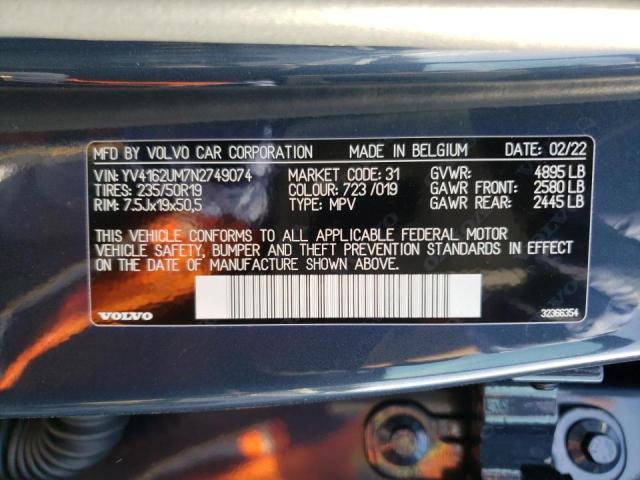 MFD BY VOLVO CAR CORPORATION MADE IN BELGIUM DATE: 02/22
VIN: YV4162UM7N2749074 MARKET CODE: 31 GVWR: 4895 LB
TIRES: 235/50R19 COLOUR: 723 /019 GAWR FRONT: 2580 LB
RIM: 7.5Jx19x50,5 TYPE: MPV GAWR REAR: 2445 LB
THIS VEHICLE CONFORMS TO ALL APPLICABLE FEDERAL MOTOR
VEHICLE SAFETY, BUMPER AND THEFT PREVENTION STANDARDS IN EFFECT
ON THE DATE OF MANUFACTURE SHOWN ABOVE.
VOLVO 32366354